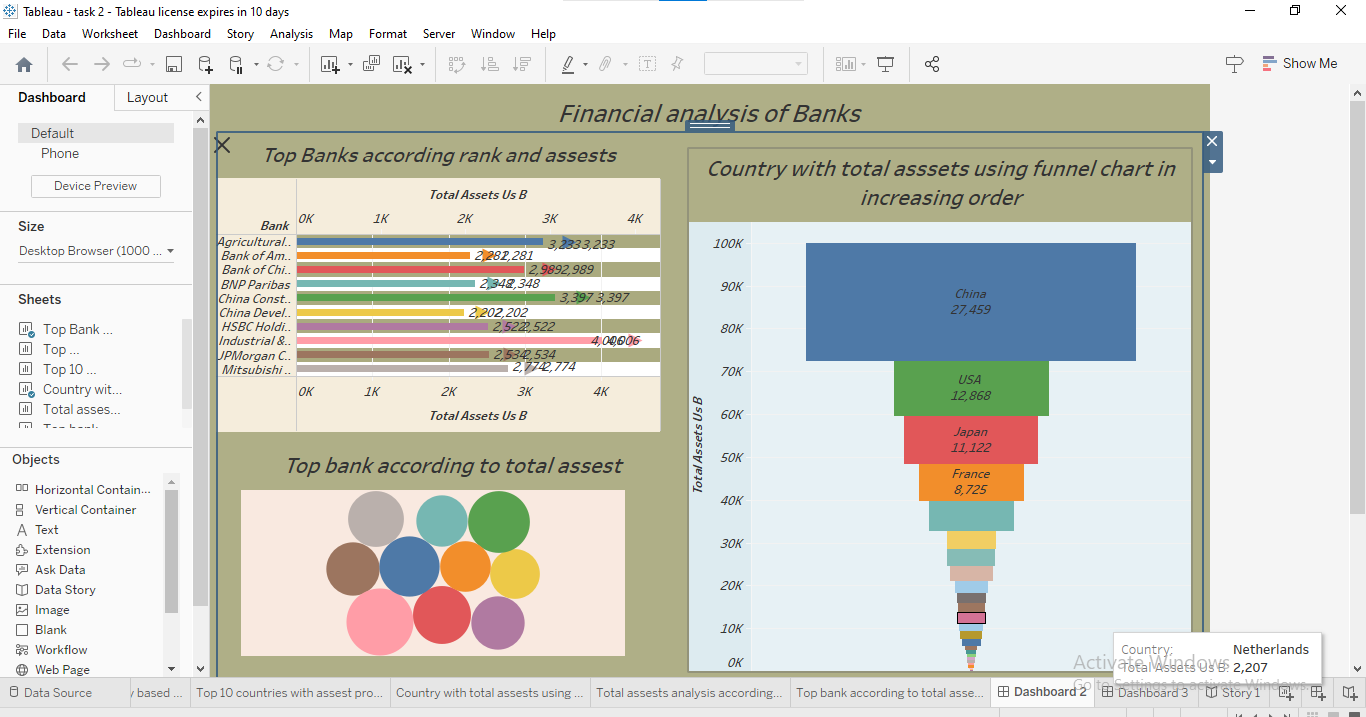 Tableau - task 2 - Tableau license expires in 10 days
File Data Worksheet Dashboard Story Analysis Map Format Server Window Help
Show Me
Dashboard Layout
Default
Phone
Device Preview
Size
Desktop Browser (1000 ...
Sheets
Top Bank ...
Top ...
Top 10 ...
Country wit...
Total asses...
Objects
Horizontal Contain...
Vertical Container
Text
Extension
Ask Data
Data Story
Image
Blank
Workflow
Web Page
Financial analysis of Banks
Top Banks according rank and assests
Total Assets Us B
Bank
0K 1K 2K 3K 4K
Agricultural.. 3,233 3,233
Bank of Am.. 2,281 2,281
Bank of Chi.. 2,989 2,989
BNP Paribas 2,348 2,348
China Const.. 3,397 3,397
China Devel.. 2,202 2,202
HSBC Holdi.. 2,522 2,522
Industrial &.. 4,006 4,006
JPMorgan C.. 2,534 2,534
Mitsubishi .. 2,774 2,774
0K 1K 2K 3K 4K
Total Assets Us B
Top bank according to total assest
Country with total asssets using funnel chart in
increasing order
Total Assets Us B
100K
90K
80K
70K
60K
50K
40K
30K
20K
10K
0K
China
27,459
USA
12,868
Japan
11,122
France
8,725
Country: Netherlands
Total Assets Us B: 2,207
Activate Windows
Go to Settings to activate Windows.
Data Source
y based ...
Top 10 countries with assest pro...
Country with total assests using ...
Total assests analysis according...
Top bank according to total asse...
Dashboard 2
Dashboard 3
Story 1